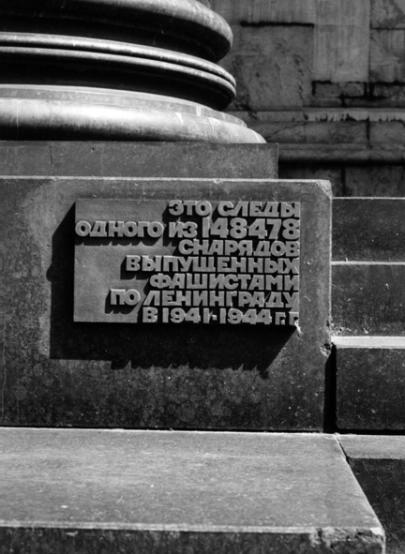 ЭТО СЛЕДЫ
ОДНОГО ИЗ 148478
СНАРЯДОВ
ВЫПУЩЕННЫХ
ФАШИСТАМИ
ПО ЛЕНИНГРАДУ
В 1941-1944 г.г.